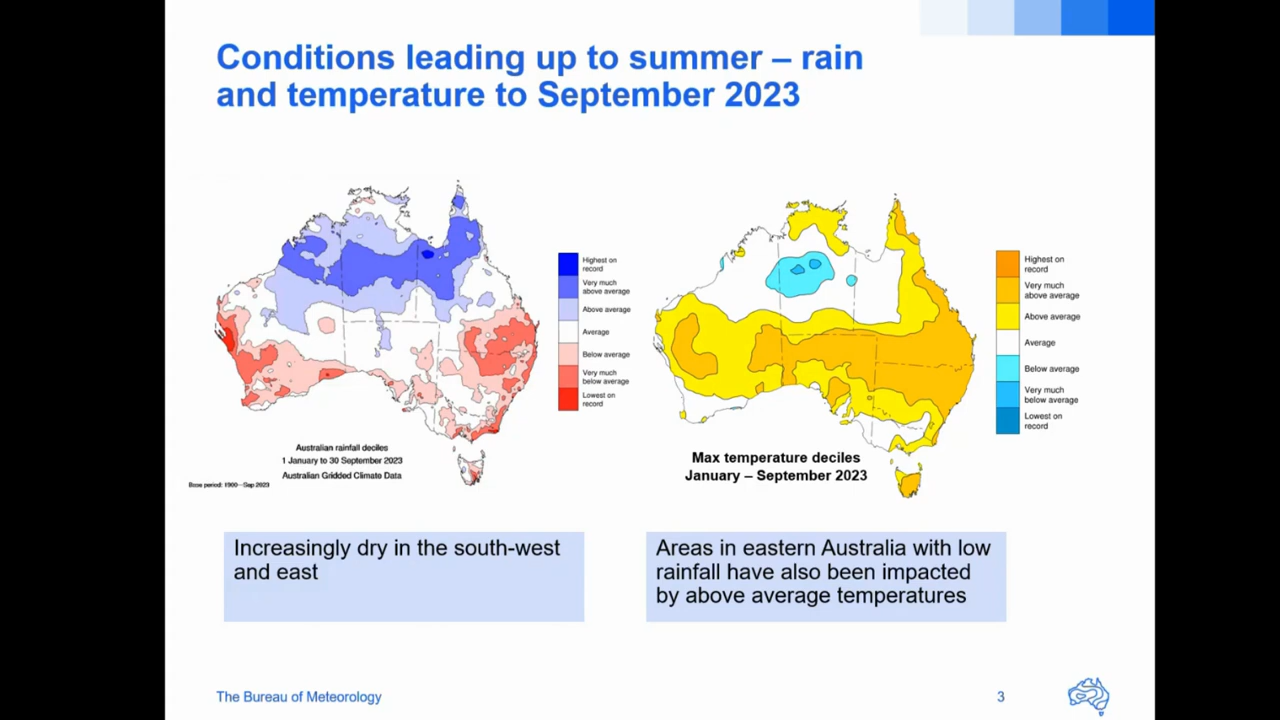 Conditions leading up to summer – rain
and temperature to September 2023
Highest on
record
Very much
above average
Above average
Average
Below average
Very much
below average
Lowest on
record
Australian rainfall deciles
1 January to 30 September 2023
Australian Gridded Climate Data
Base period: 1900–Sep 2023
Highest on
record
Very much
above average
Above average
Average
Below average
Very much
below average
Lowest on
record
Max temperature deciles
January – September 2023
Increasingly dry in the south-west
and east
Areas in eastern Australia with low
rainfall have also been impacted
by above average temperatures
The Bureau of Meteorology
3